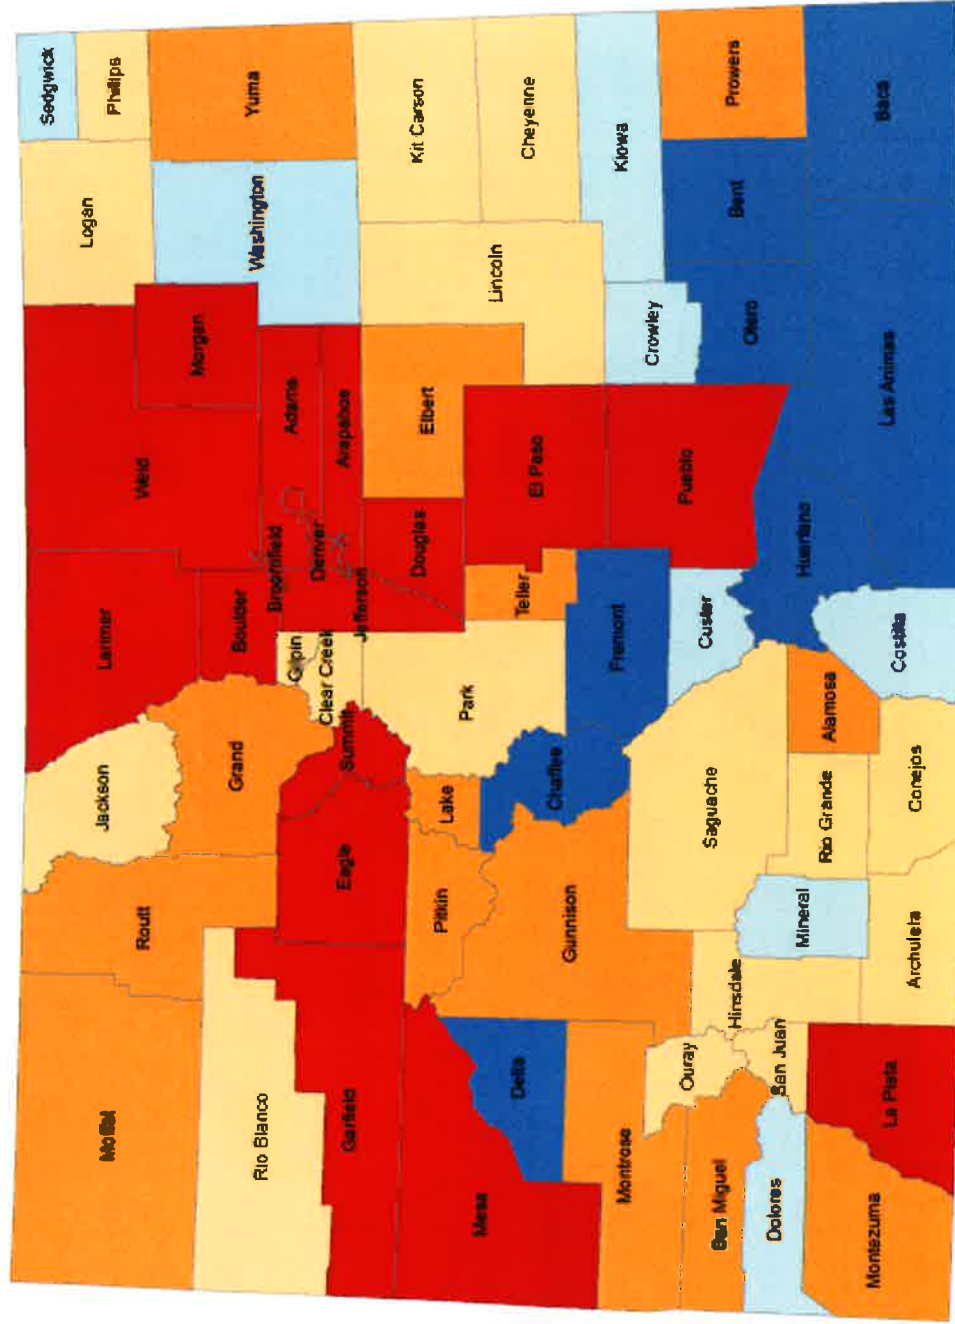 Moffat
Routt
Jackson
Larimer
Weld
Logan
Sedgwick
Phillips
Rio Blanco
Grand
Boulder
Morgan
Washington
Yuma
Garfield
Eagle
Summit
Gilpin
Clear Creek
Broomfield
Denver
Jefferson
Adams
Arapahoe
Mesa
Pitkin
Lake
Park
Douglas
Elbert
Kit Carson
Delta
Gunnison
Chaffee
Teller
El Paso
Lincoln
Cheyenne
Montrose
Ouray
Fremont
Pueblo
Crowley
Kiowa
San Miguel
Hinsdale
Saguache
Custer
Otero
Bent
Prowers
Dolores
San Juan
Mineral
Rio Grande
Alamosa
Huerfano
Las Animas
Baca
Montezuma
La Plata
Archuleta
Conejos
Costilla